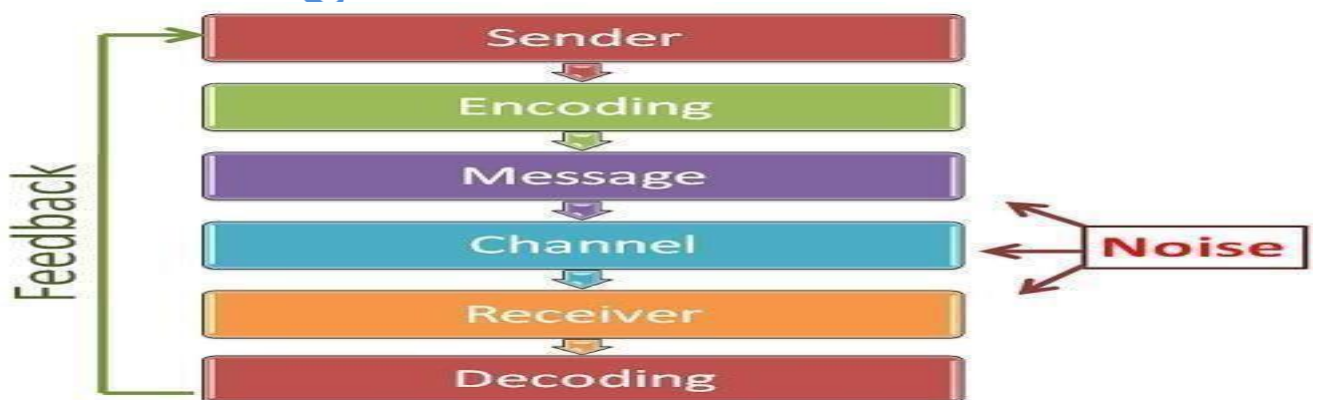 Sender
Encoding
Message
Channel
Noise
Receiver
Decoding
Feedback